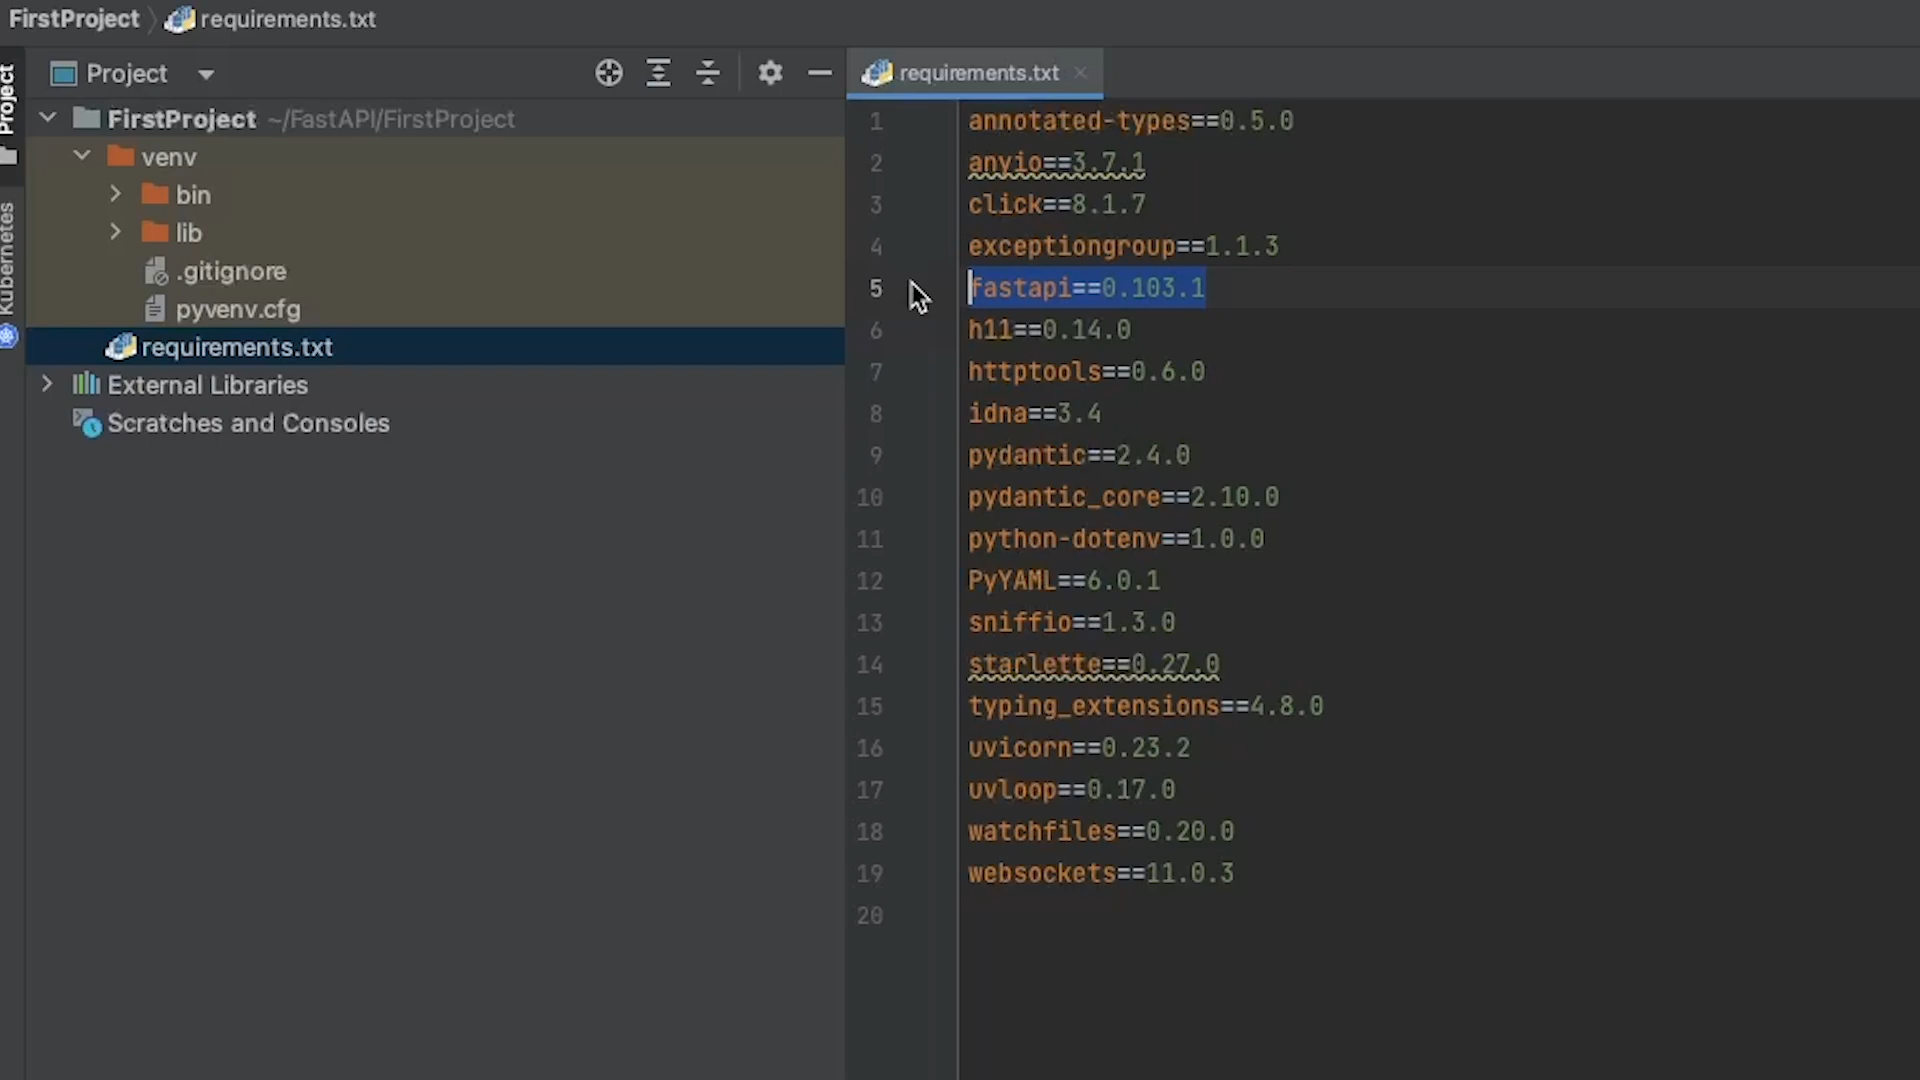 FirstProject requirements.txt
Project
Kubernetes
Project
FirstProject ~/FastAPI/FirstProject
venv
bin
lib
.gitignore
pyvenv.cfg
requirements.txt
External Libraries
Scratches and Consoles
requirements.txt
1 annotated-types==0.5.0
2 anyio==3.7.1
3 click==8.1.7
4 exceptiongroup==1.1.3
5 fastapi==0.103.1
6 h11==0.14.0
7 httptools==0.6.0
8 idna==3.4
9 pydantic==2.4.0
10 pydantic_core==2.10.0
11 python-dotenv==1.0.0
12 PyYAML==6.0.1
13 sniffio==1.3.0
14 starlette==0.27.0
15 typing_extensions==4.8.0
16 uvicorn==0.23.2
17 uvloop==0.17.0
18 watchfiles==0.20.0
19 websockets==11.0.3
20